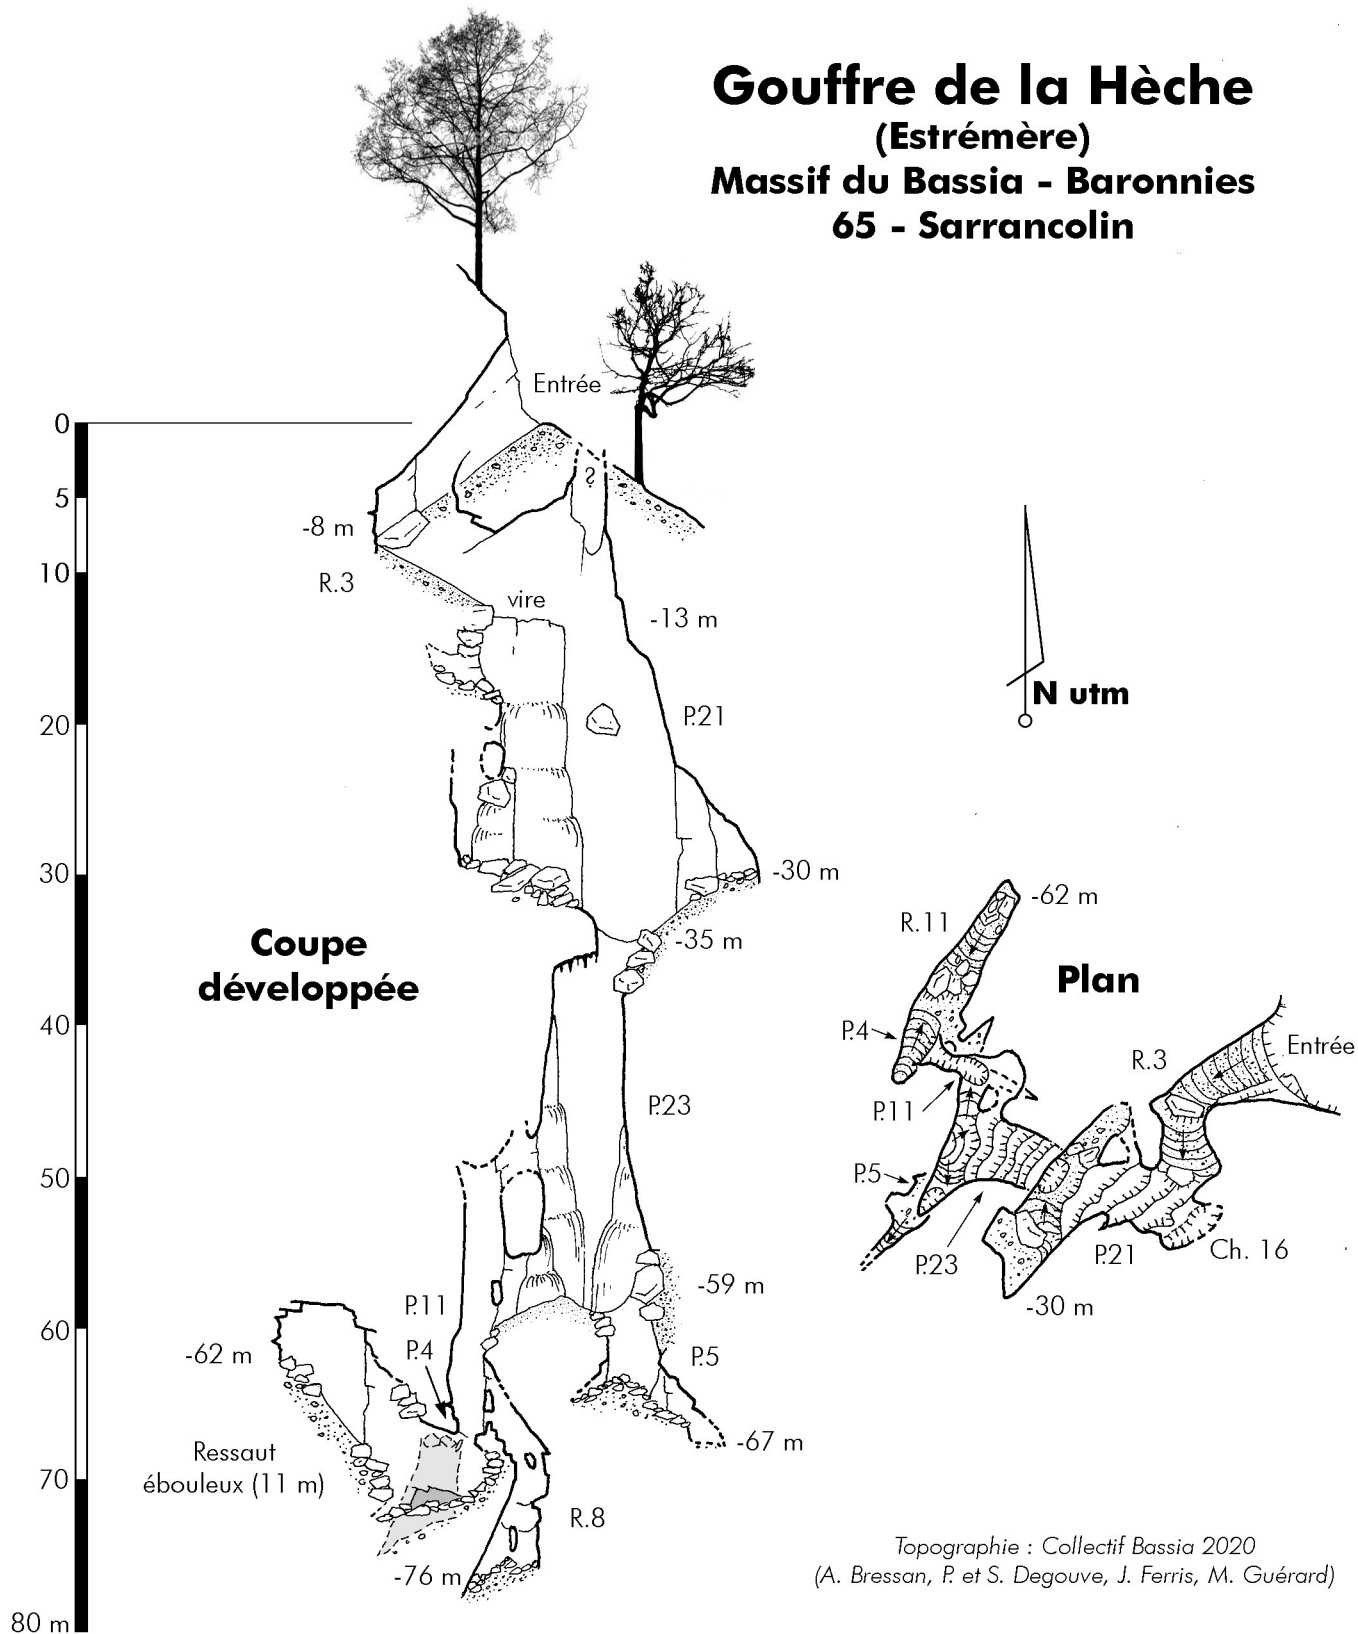 Gouffre de la Hèche
(Estrémère)
Massif du Bassia - Baronnies
65 - Sarrancolin
Entrée
0
5
10
20
30
40
50
60
70
80 m
?
-8 m
R.3
vire
-13 m
P.21
-30 m
-35 m
Coupe
développée
P.23
-59 m
P.11
P.4
P.5
-62 m
-67 m
Ressaut
ébouleux (11 m)
R.8
-76 m
N utm
Plan
-62 m
R.11
P.4
P.11
R.3
Entrée
P.5
P.23
P.21
Ch. 16
-30 m
Topographie : Collectif Bassia 2020
(A. Bressan, P. et S. Degouve, J. Ferris, M. Guérard)